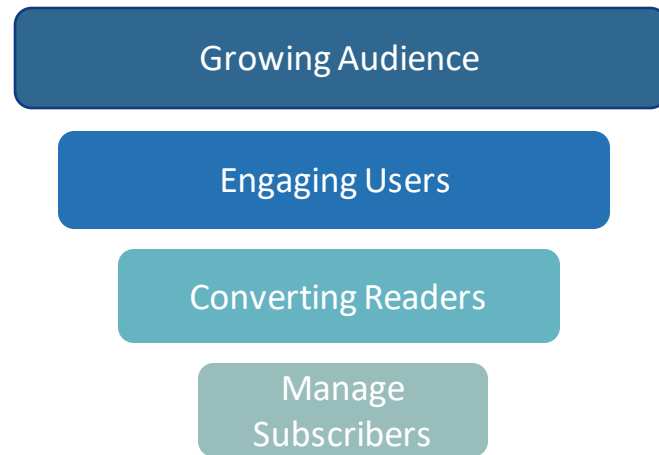 Growing Audience
Engaging Users
Converting Readers
Manage
Subscribers